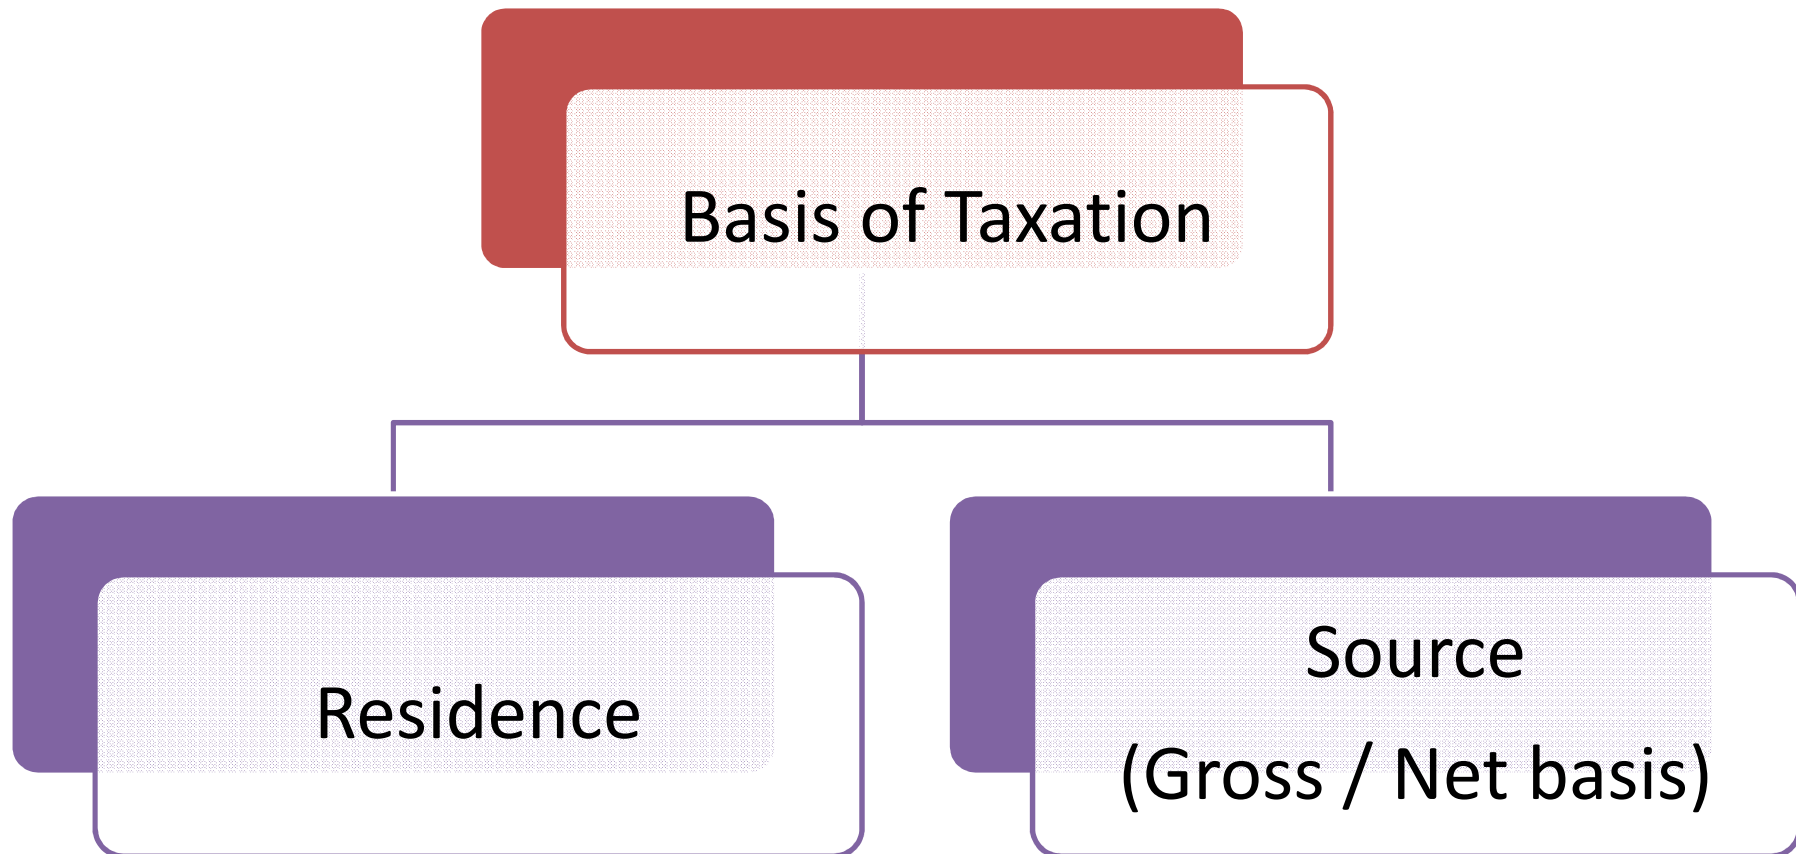 Basis of Taxation
Residence
Source
(Gross / Net basis)